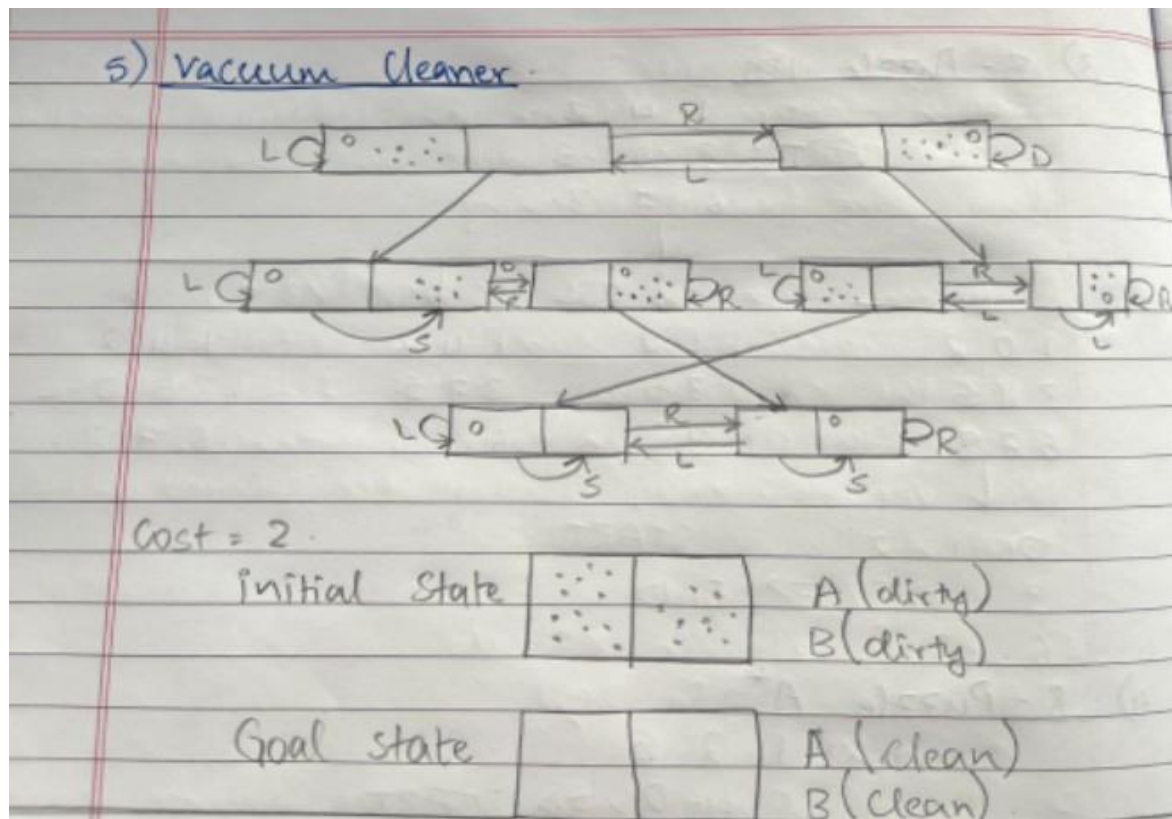 5) Vacuum Cleaner.
R
L D
L
L R L R
S L L
L R R
L
S S
Cost = 2.
initial State A (dirty)
B (dirty)
Goal state A (clean)
B (Clean)